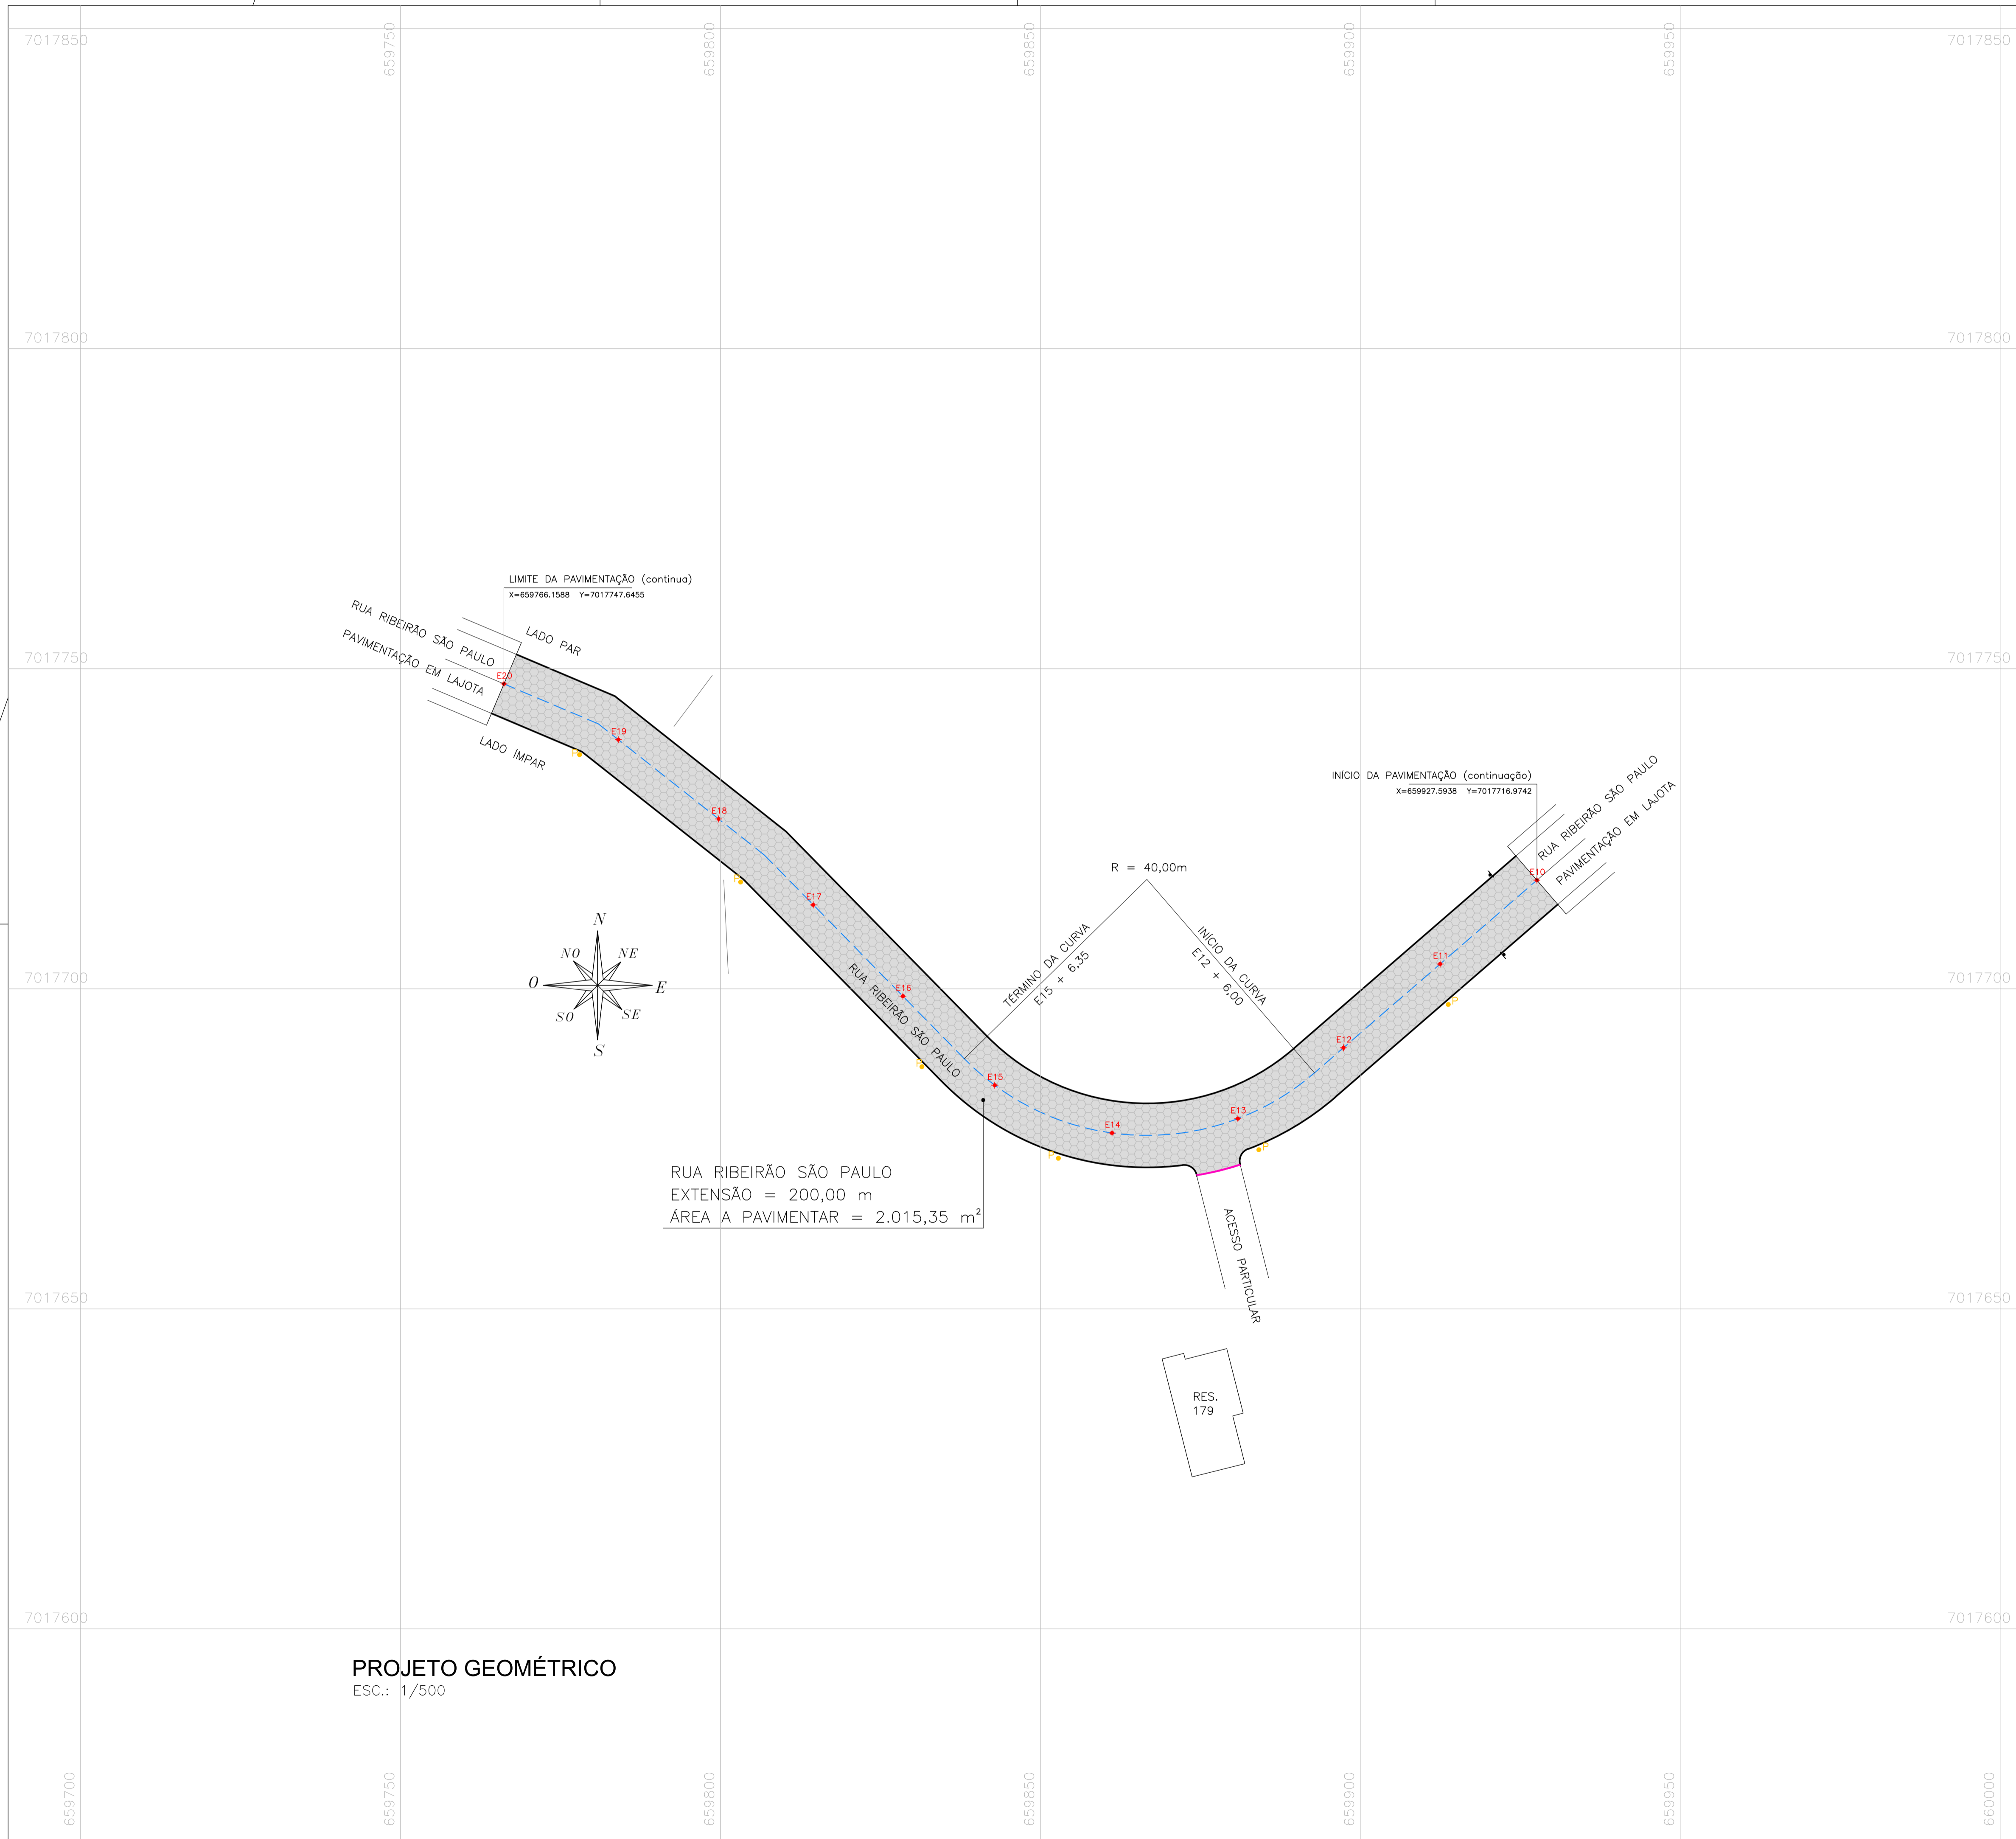 659750
659800
659850
659900
659950
7017850
7017850
7017800
7017800
LIMITE DA PAVIMENTAÇÃO (continua)
X=659766.1588 Y=7017747.6455
RUA RIBEIRÃO SÃO PAULO
PAVIMENTAÇÃO EM LAJOTA
LADO PAR
LADO ÍMPAR
7017750
7017750
E20
E19
P
E18
P
E17
E16
RUA RIBEIRÃO SÃO PAULO
P
E15
E14
P
E13
P
E12
E11
P
E10
INÍCIO DA PAVIMENTAÇÃO (continuação)
X=659927.5938 Y=7017716.9742
RUA RIBEIRÃO SÃO PAULO
PAVIMENTAÇÃO EM LAJOTA
R = 40,00m
TÉRMINO DA CURVA
E15 + 6,35
INÍCIO DA CURVA
E12 + 6,00
N
NO
NE
O
E
SO
SE
S
7017700
7017700
RUA RIBEIRÃO SÃO PAULO
EXTENSÃO = 200,00 m
ÁREA A PAVIMENTAR = 2.015,35 m²
ACESSO PARTICULAR
7017650
7017650
RES.
179
7017600
7017600
PROJETO GEOMÉTRICO
ESC.: 1/500
659700
659750
659800
659850
659900
659950
660000